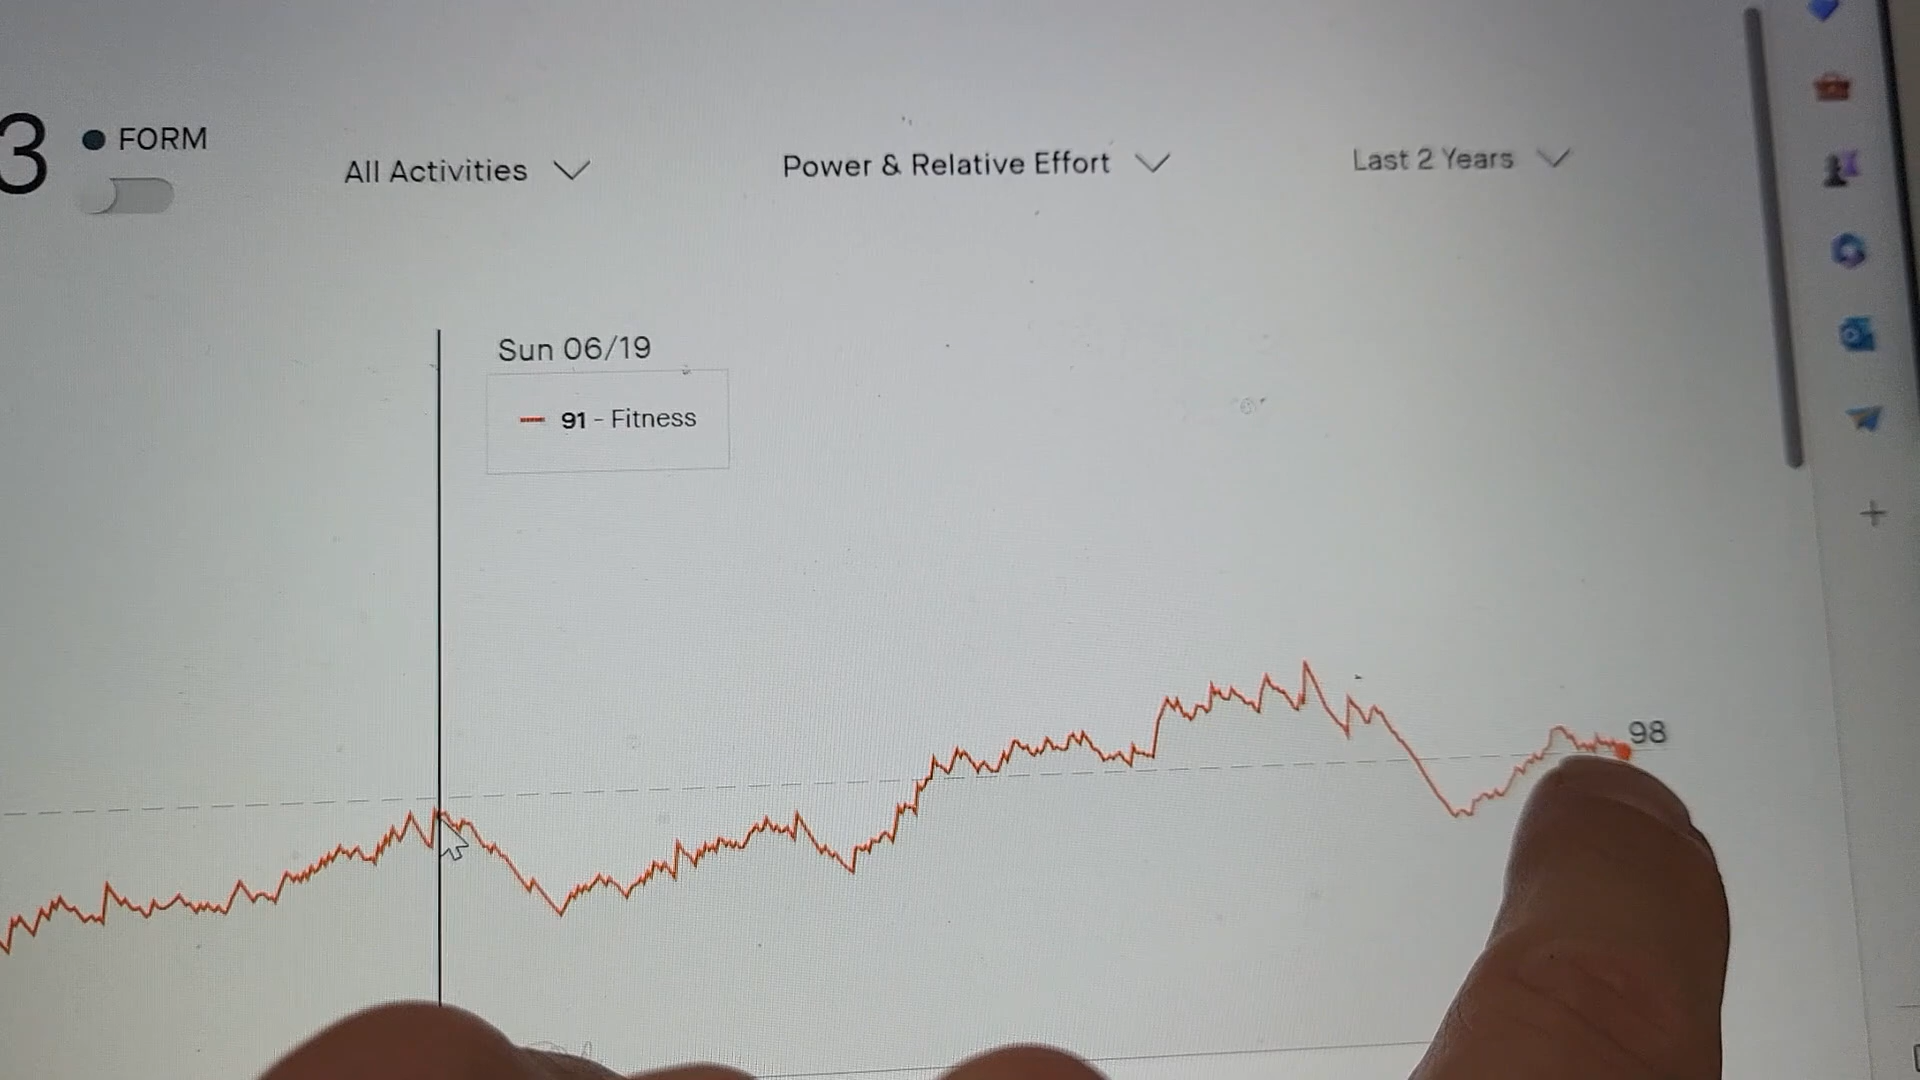 3 FORM
All Activities
Power & Relative Effort
Last 2 Years
Sun 06/19
91 - Fitness
98